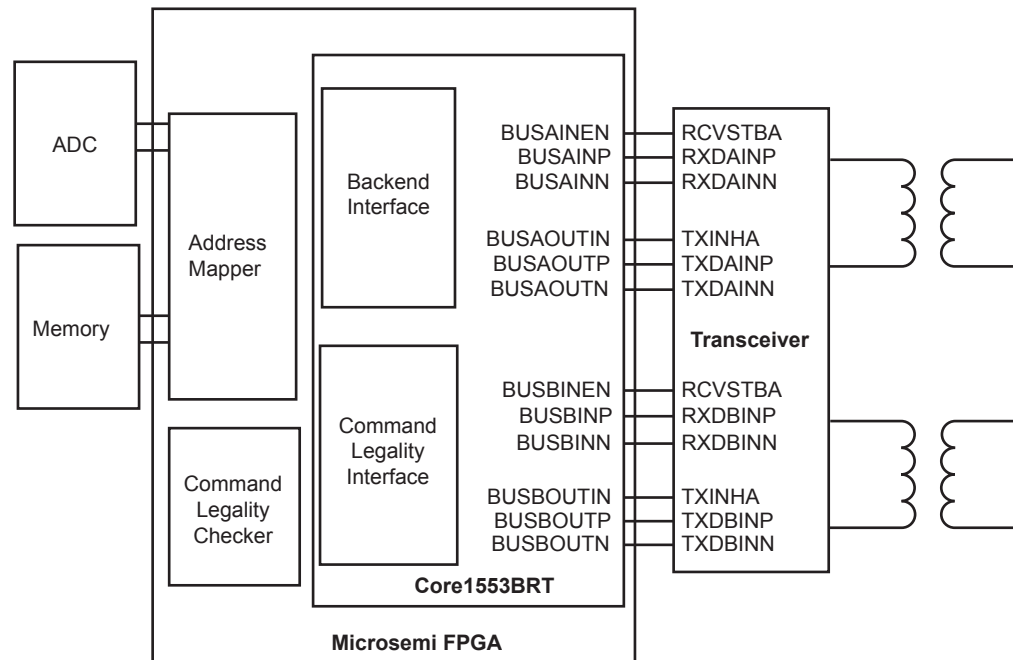 ADC
Memory
Address
Mapper
Command
Legality
Checker
Backend
Interface
Command
Legality
Interface
BUSAINEN
BUSAINP
BUSAINN
BUSAOUTIN
BUSAOUTP
BUSAOUTN
BUSBINEN
BUSBINP
BUSBINN
BUSBOUTIN
BUSBOUTP
BUSBOUTN
Core1553BRT
Microsemi FPGA
RCVSTBA
RXDAINP
RXDAINN
TXINHA
TXDAINP
TXDAINN
Transceiver
RCVSTBA
RXDBINP
RXDBINN
TXINHA
TXDBINP
TXDBINN